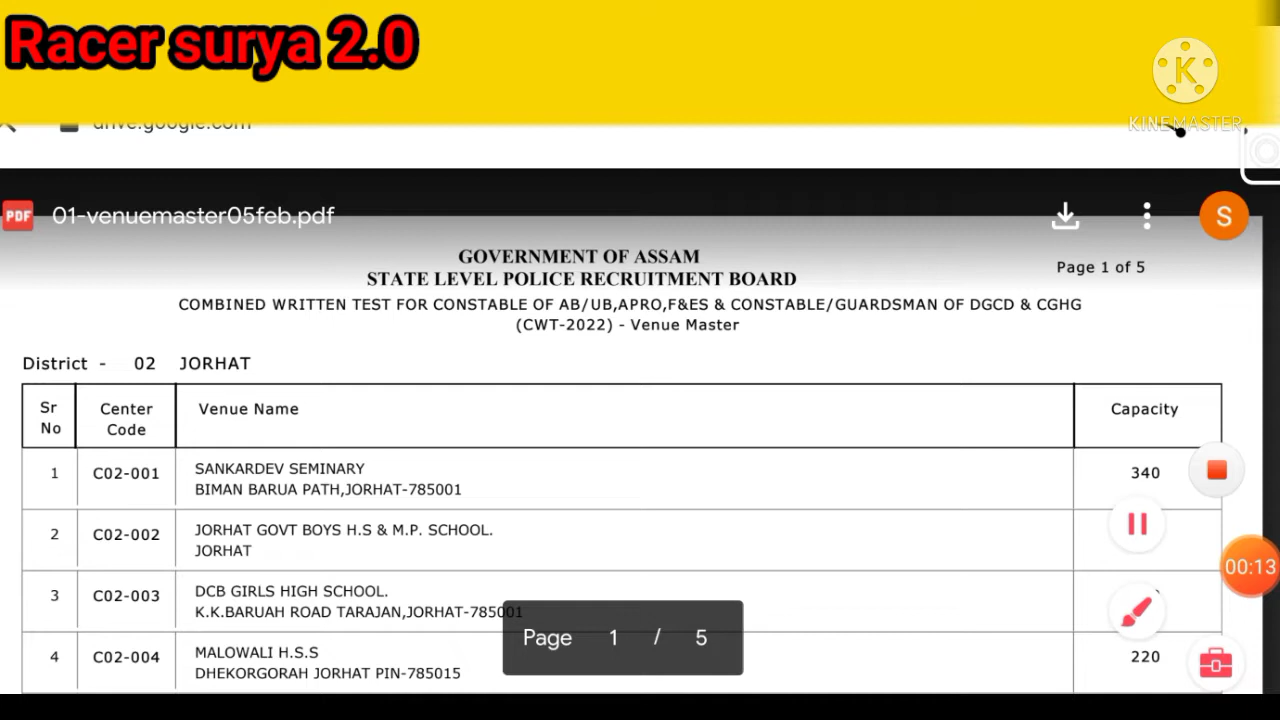 Racer surya 2.0
K
KINEMASTER
drive.google.com
PDF 01-venuemaster05feb.pdf S
GOVERNMENT OF ASSAM
STATE LEVEL POLICE RECRUITMENT BOARD
Page 1 of 5
COMBINED WRITTEN TEST FOR CONSTABLE OF AB/UB,APRO,F&ES & CONSTABLE/GUARDSMAN OF DGCD & CGHG
(CWT-2022) - Venue Master
District - 02 JORHAT
Sr No Center Code Venue Name Capacity
1 C02-001 SANKARDEV SEMINARY 340
BIMAN BARUA PATH,JORHAT-785001
2 C02-002 JORHAT GOVT BOYS H.S & M.P. SCHOOL.
JORHAT
00:13
3 C02-003 DCB GIRLS HIGH SCHOOL.
K.K.BARUAH ROAD TARAJAN,JORHAT-785001
Page 1 / 5
4 C02-004 MALOWALI H.S.S 220
DHEKORGORAH JORHAT PIN-785015